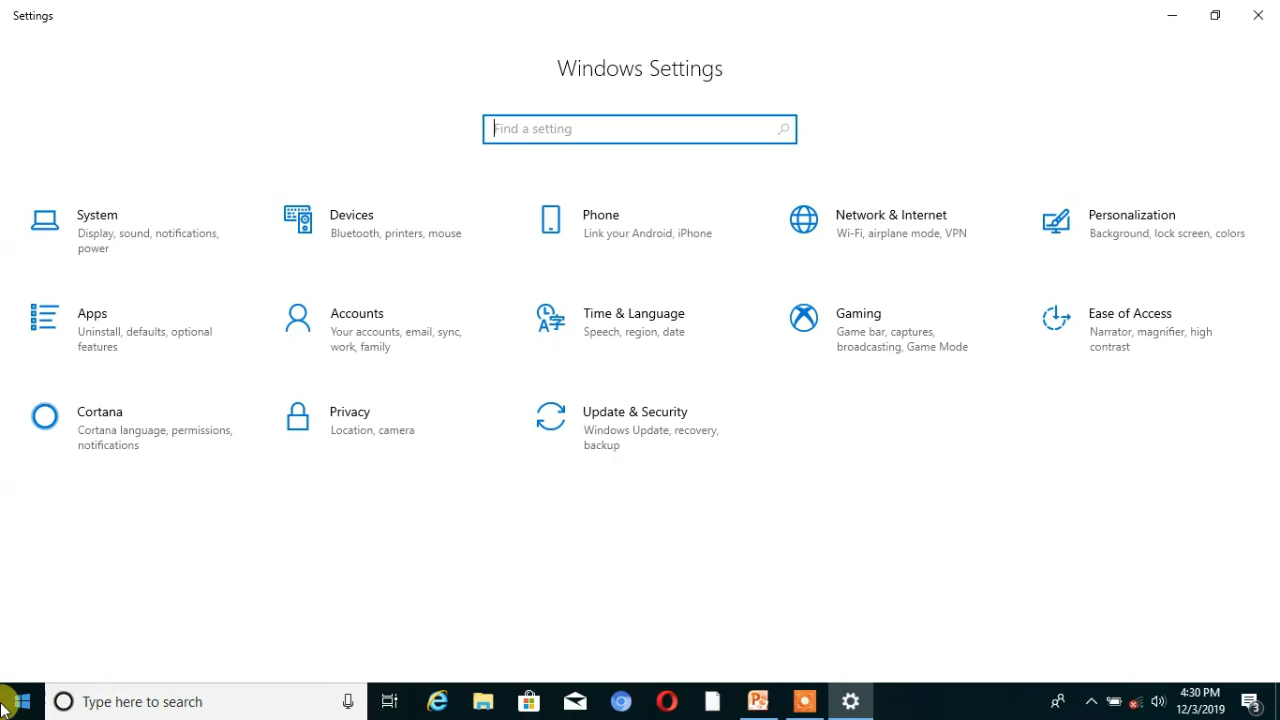 Settings
Windows Settings
Find a setting
System
Display, sound, notifications,
power
Devices
Bluetooth, printers, mouse
Phone
Link your Android, iPhone
Network & Internet
Wi-Fi, airplane mode, VPN
Personalization
Background, lock screen, colors
Apps
Uninstall, defaults, optional
features
Accounts
Your accounts, email, sync,
work, family
Time & Language
Speech, region, date
Gaming
Game bar, captures,
broadcasting, Game Mode
Ease of Access
Narrator, magnifier, high
contrast
Cortana
Cortana language, permissions,
notifications
Privacy
Location, camera
Update & Security
Windows Update, recovery,
backup
Type here to search
4:30 PM
12/3/2019
3